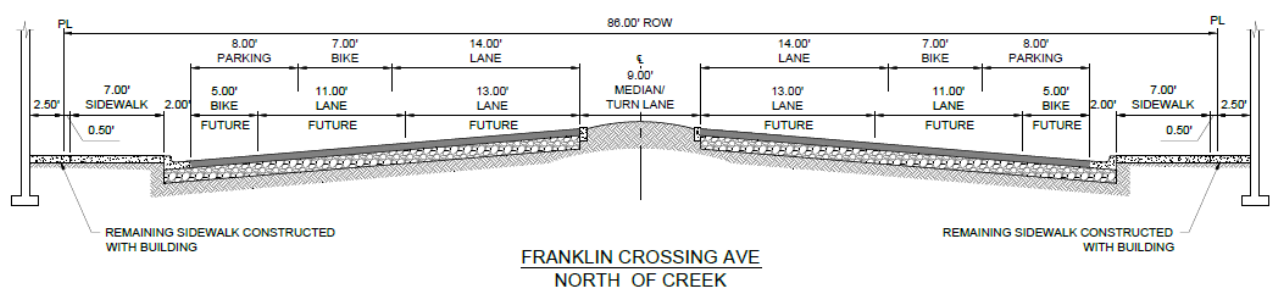 PL
86.00' ROW
PL
8.00'
PARKING
7.00'
BIKE
14.00'
LANE
℄
14.00'
LANE
7.00'
BIKE
8.00'
PARKING
2.50'
7.00'
SIDEWALK
0.50'
2.00'
5.00'
BIKE
FUTURE
11.00'
LANE
FUTURE
13.00'
LANE
FUTURE
9.00'
MEDIAN/
TURN LANE
13.00'
LANE
FUTURE
11.00'
LANE
FUTURE
5.00'
BIKE
FUTURE
2.00'
7.00'
SIDEWALK
0.50'
2.50'
REMAINING SIDEWALK CONSTRUCTED
WITH BUILDING
REMAINING SIDEWALK CONSTRUCTED
WITH BUILDING
FRANKLIN CROSSING AVE
NORTH OF CREEK